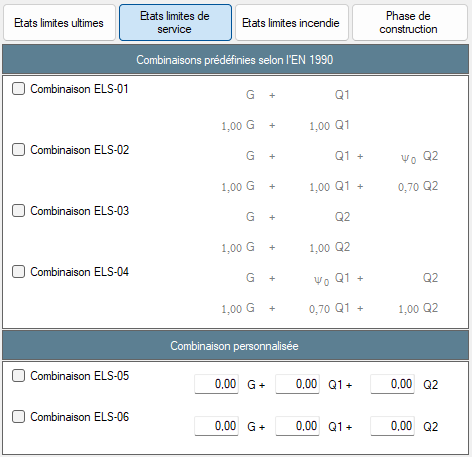 Etats limites ultimes
Etats limites de
service
Etats limites incendie
Phase de
construction
Combinaisons prédéfinies selon l'EN 1990
Combinaison ELS-01 G + Q1
1,00 G + 1,00 Q1
Combinaison ELS-02 G + Q1 + Ψ0 Q2
1,00 G + 1,00 Q1 + 0,70 Q2
Combinaison ELS-03 G + Q2
1,00 G + 1,00 Q2
Combinaison ELS-04 G + Ψ0 Q1 + Q2
1,00 G + 0,70 Q1 + 1,00 Q2
Combinaison personnalisée
Combinaison ELS-05 0,00 G + 0,00 Q1 + 0,00 Q2
Combinaison ELS-06 0,00 G + 0,00 Q1 + 0,00 Q2